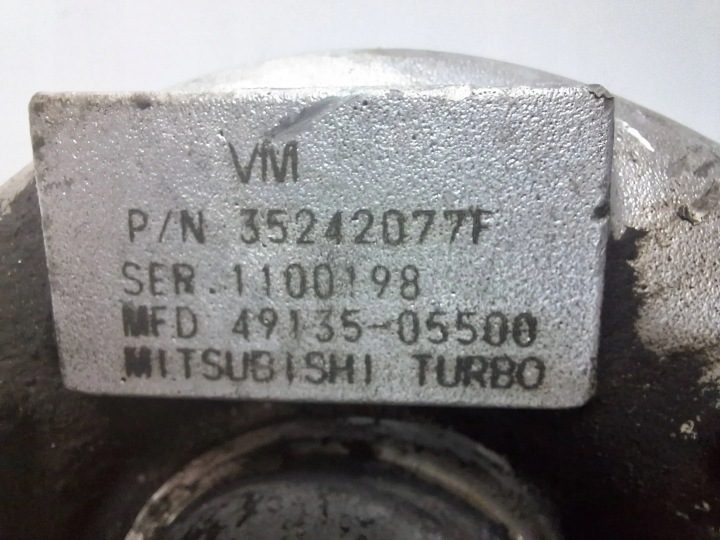 VM
P/N 35242077F
SER.1100198
MFD 49135-05500
MITSUBISHI TURBO